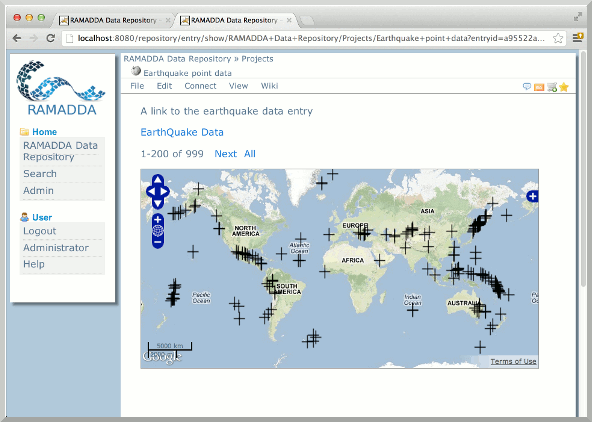 RAMADDA Data Repository -
RAMADDA Data Repository -
localhost:8080/repository/entry/show/RAMADDA+Data+Repository/Projects/Earthquake+point+data?entryid=a95522a...
RAMADDA
Home
RAMADDA Data
Repository
Search
Admin
User
Logout
Administrator
Help
RAMADDA Data Repository » Projects
Earthquake point data
File Edit Connect View Wiki
A link to the earthquake data entry
EarthQuake Data
1-200 of 999 Next All
ASIA
NORTH
AMERICA
EUROPE
Atlantic
Ocean
AFRICA
SOUTH
AMERICA
Pacific
Ocean
Indian
Ocean
AUSTRALIA
Pac
Oc
5000 km
Google
Terms of Use